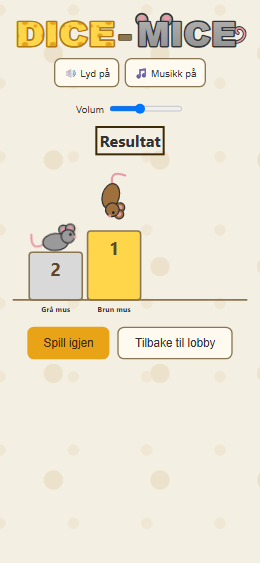 DICE-MICE
Lyd på
Musikk på
Volum
Resultat
1
2
Grå mus
Brun mus
Spill igjen
Tilbake til lobby